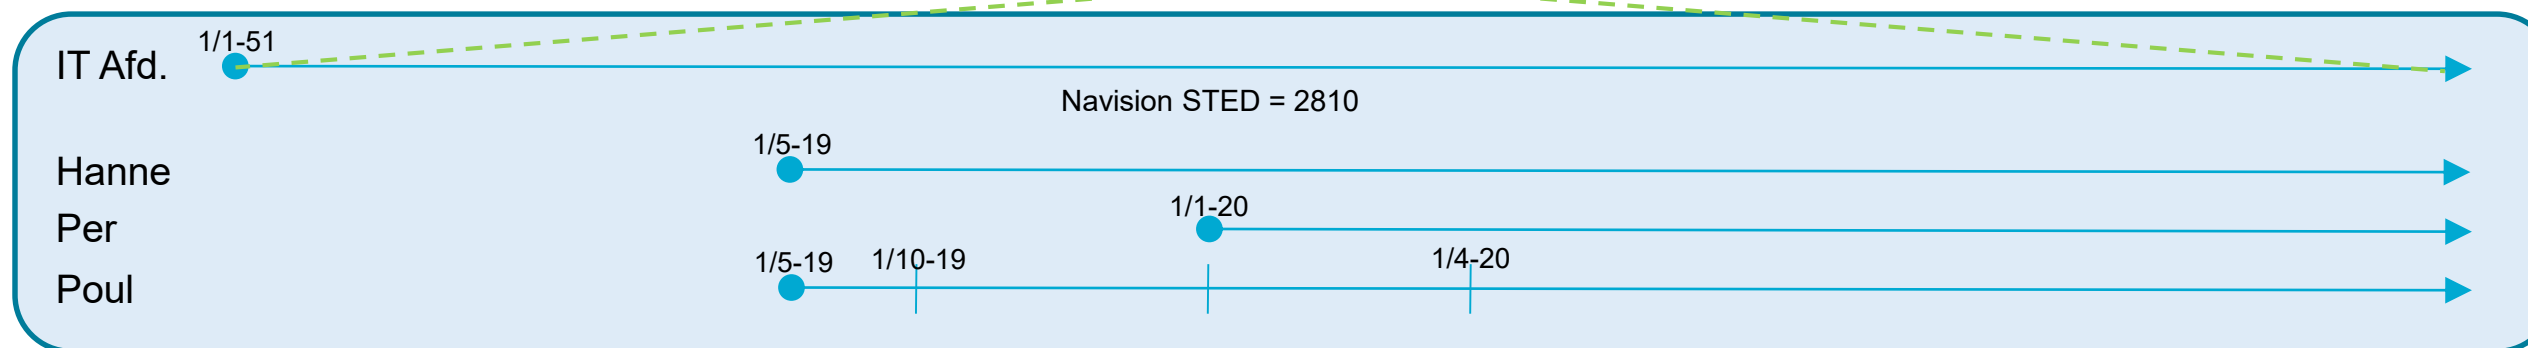 1/1-51
IT Afd.
Navision STED = 2810
1/5-19
Hanne
1/1-20
Per
1/5-19 1/10-19 1/4-20
Poul